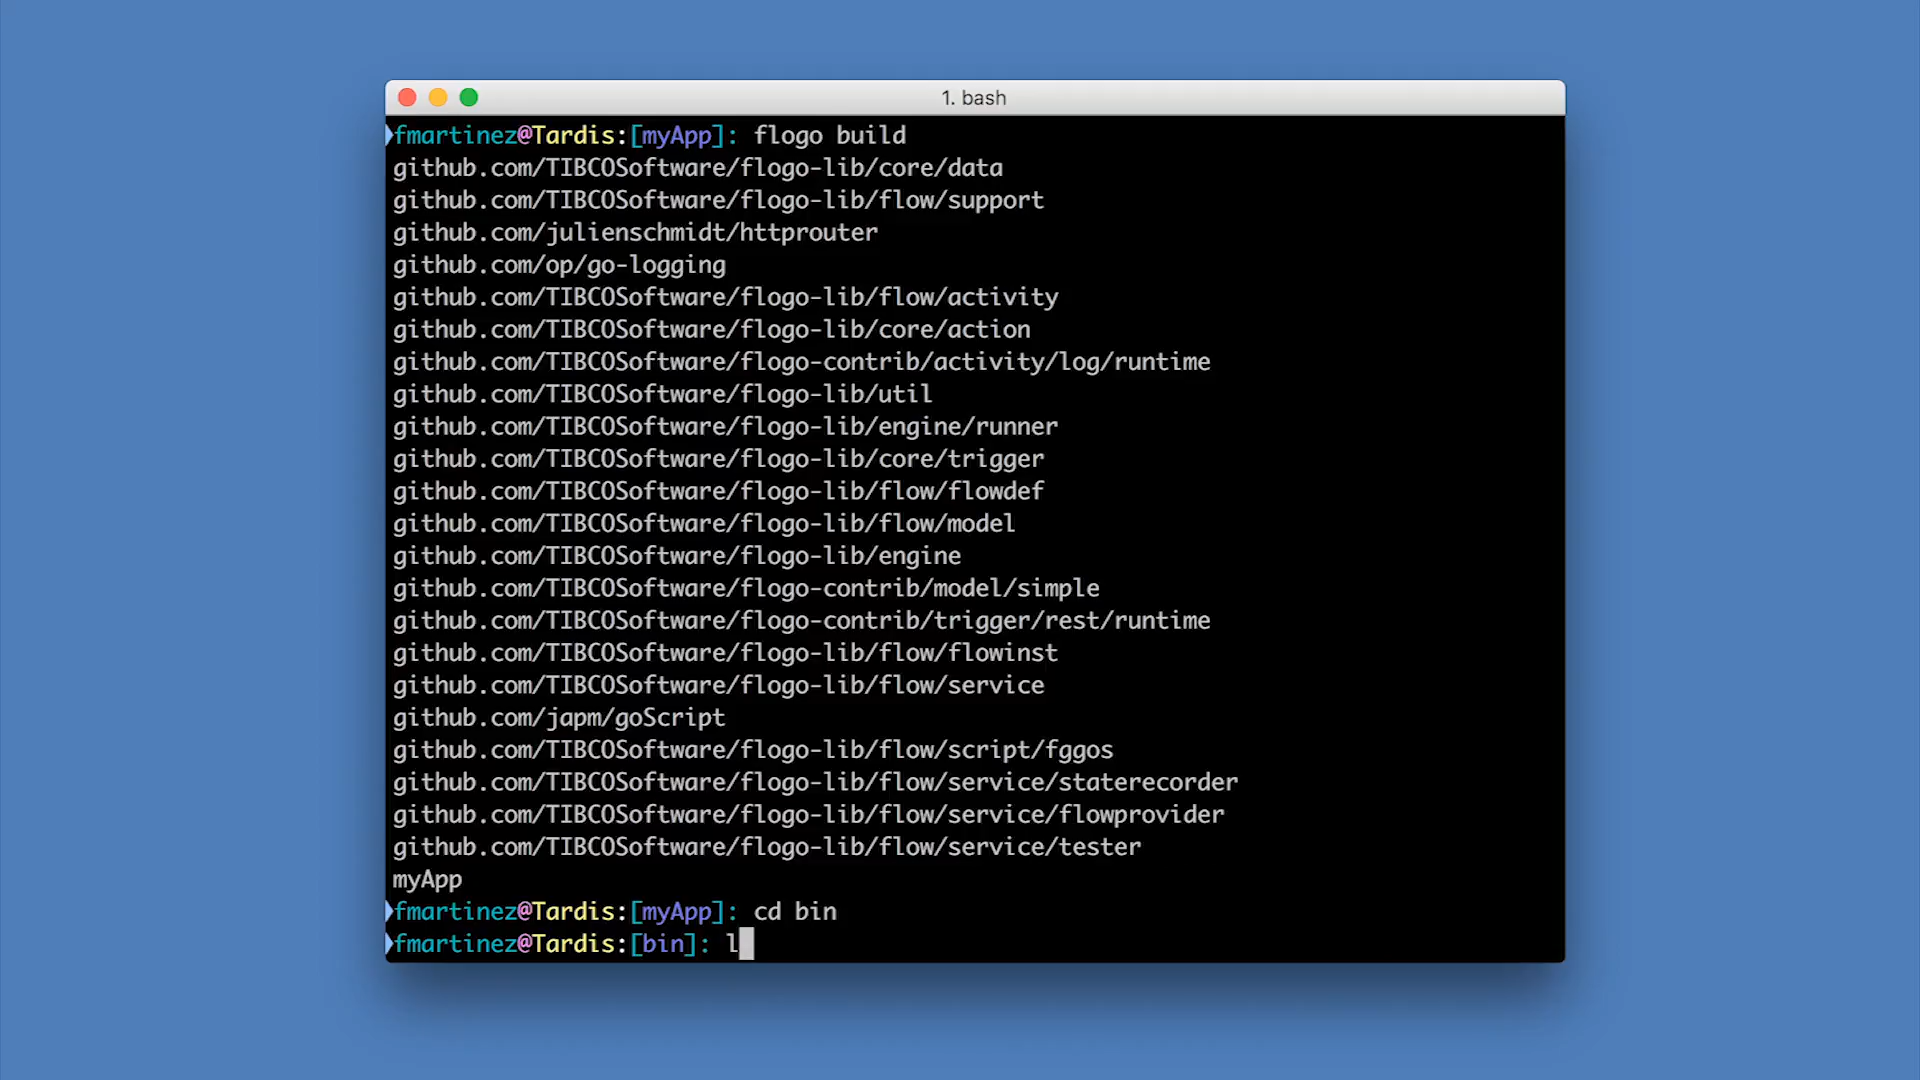 1. bash
fmartinez@Tardis:[myApp]: flogo build
github.com/TIBCOSoftware/flogo-lib/core/data
github.com/TIBCOSoftware/flogo-lib/flow/support
github.com/julienschmidt/httprouter
github.com/op/go-logging
github.com/TIBCOSoftware/flogo-lib/flow/activity
github.com/TIBCOSoftware/flogo-lib/core/action
github.com/TIBCOSoftware/flogo-contrib/activity/log/runtime
github.com/TIBCOSoftware/flogo-lib/util
github.com/TIBCOSoftware/flogo-lib/engine/runner
github.com/TIBCOSoftware/flogo-lib/core/trigger
github.com/TIBCOSoftware/flogo-lib/flow/flowdef
github.com/TIBCOSoftware/flogo-lib/flow/model
github.com/TIBCOSoftware/flogo-lib/engine
github.com/TIBCOSoftware/flogo-contrib/model/simple
github.com/TIBCOSoftware/flogo-contrib/trigger/rest/runtime
github.com/TIBCOSoftware/flogo-lib/flow/flowinst
github.com/TIBCOSoftware/flogo-lib/flow/service
github.com/japm/goScript
github.com/TIBCOSoftware/flogo-lib/flow/script/fggos
github.com/TIBCOSoftware/flogo-lib/flow/service/staterecorder
github.com/TIBCOSoftware/flogo-lib/flow/service/flowprovider
github.com/TIBCOSoftware/flogo-lib/flow/service/tester
myApp
fmartinez@Tardis:[myApp]: cd bin
fmartinez@Tardis:[bin]: l